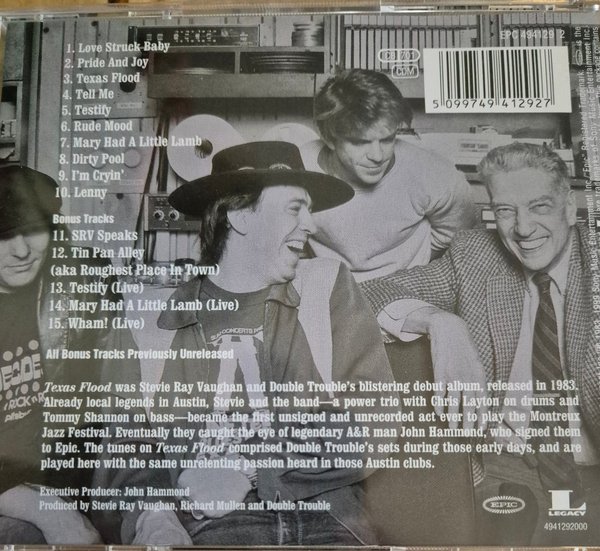 1. Love Struck Baby
2. Pride And Joy
3. Texas Flood
4. Tell Me
5. Testify
6. Rude Mood
7. Mary Had A Little Lamb
8. Dirty Pool
9. I'm Cryin'
10. Lenny
Bonus Tracks
11. SRV Speaks
12. Tin Pan Alley
(aka Roughest Place In Town)
13. Testify (Live)
14. Mary Had A Little Lamb (Live)
15. Wham! (Live)
All Bonus Tracks Previously Unreleased
Texas Flood was Stevie Ray Vaughan and Double Trouble's blistering debut album, released in 1983.
Already local legends in Austin, Stevie and the band—a power trio with Chris Layton on drums and
Tommy Shannon on bass—became the first unsigned and unrecorded act ever to play the Montreux
Jazz Festival. Eventually they caught the eye of legendary A&R man John Hammond, who signed them
to Epic. The tunes on Texas Flood comprised Double Trouble's sets during those early days, and are
played here with the same unrelenting passion heard in those Austin clubs.
Executive Producer: John Hammond
Produced by Stevie Ray Vaughan, Richard Mullen and Double Trouble
EPC 494129 2
CDM
5 099749 412927
EPIC
L
LEGACY
4941292000